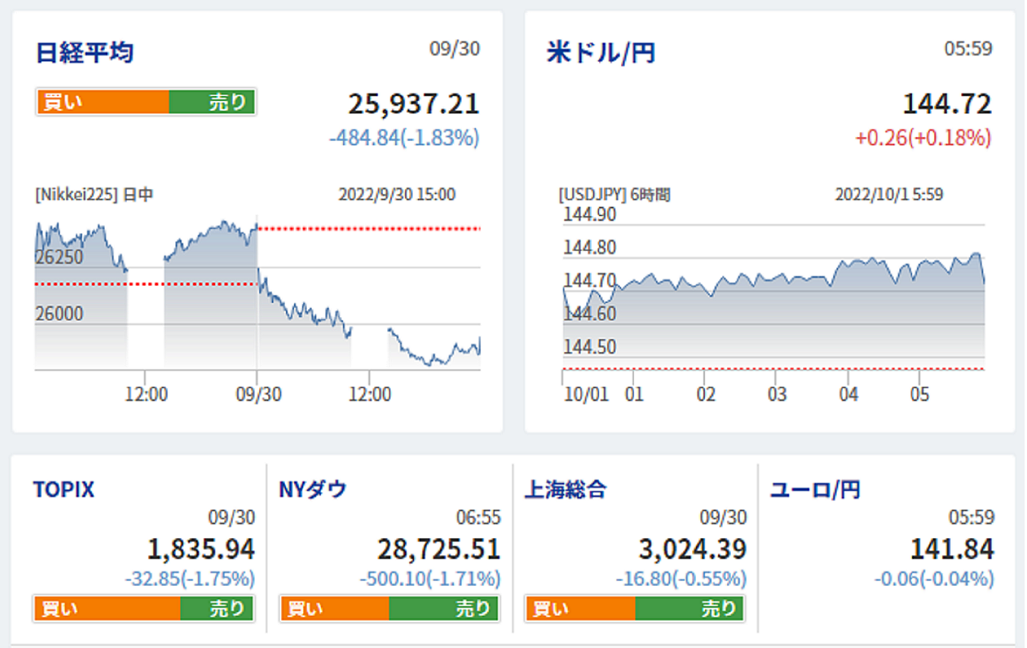 日経平均
09/30
買い 売り
25,937.21
-484.84(-1.83%)
[Nikkei225] 日中
2022/9/30 15:00
26250
26000
12:00 09/30 12:00
米ドル/円
05:59
144.72
+0.26(+0.18%)
[USDJPY] 6時間
2022/10/1 5:59
144.90
144.80
144.70
144.60
144.50
10/01 01 02 03 04 05
TOPIX
09/30
1,835.94
-32.85(-1.75%)
買い 売り
NYダウ
06:55
28,725.51
-500.10(-1.71%)
買い 売り
上海総合
09/30
3,024.39
-16.80(-0.55%)
買い 売り
ユーロ/円
05:59
141.84
-0.06(-0.04%)